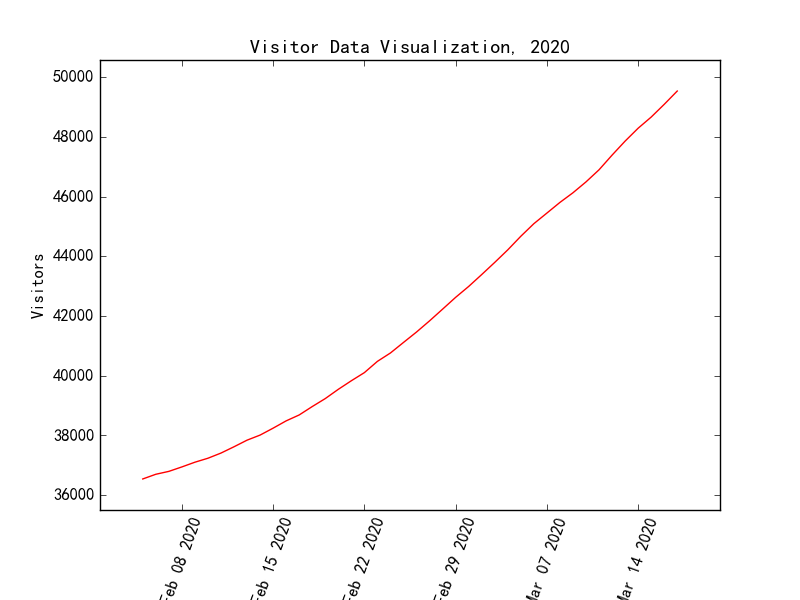 Visitor Data Visualization, 2020
50000
48000
46000
44000
42000
40000
38000
36000
Visitors
Feb 08 2020
Feb 15 2020
Feb 22 2020
Feb 29 2020
Mar 07 2020
Mar 14 2020